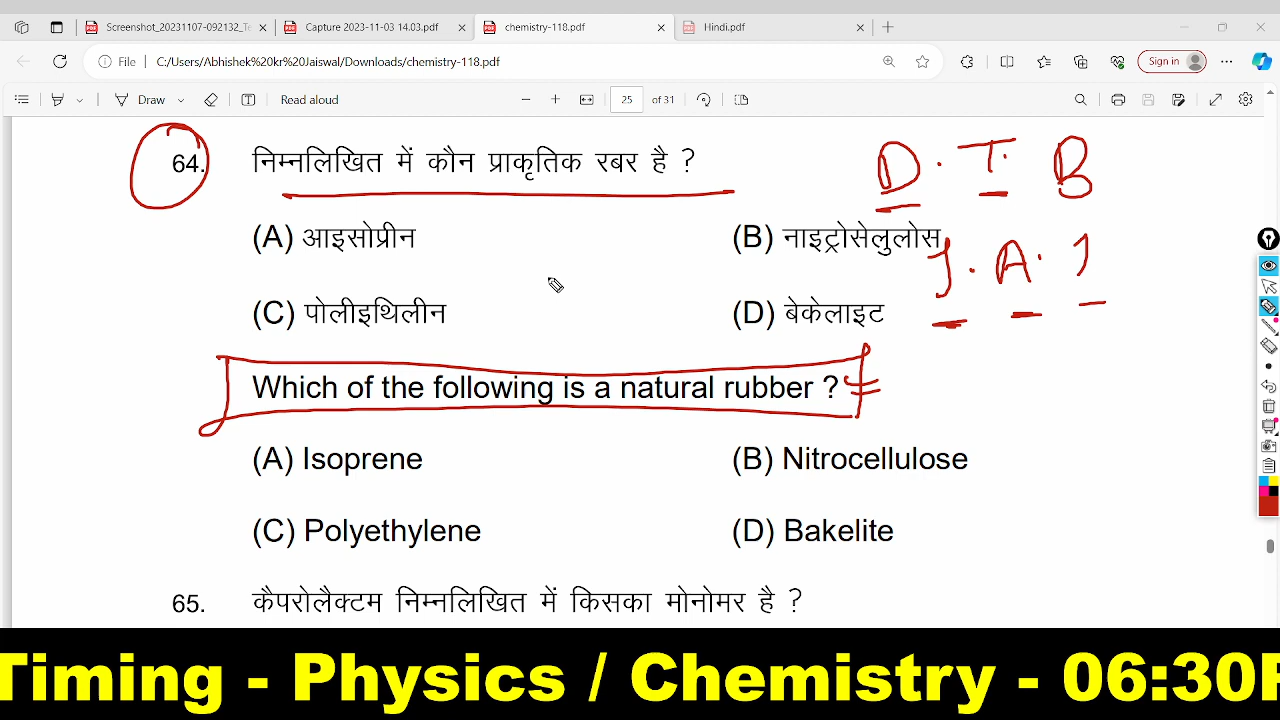 Screenshot_20231107-092132_Te
Capture 2023-11-03 14.03.pdf
chemistry-118.pdf
Hindi.pdf
File
C:/Users/Abhishek%20kr%20Jaiswal/Downloads/chemistry-118.pdf
Sign in
Draw
Read aloud
25 of 31
64. निम्नलिखित में कौन प्राकृतिक रबर है ?
D. T. B
(A) आइसोप्रीन (B) नाइट्रोसेलुलोस
(C) पोलीइथिलीन (D) बेकेलाइट
Which of the following is a natural rubber ?
(A) Isoprene (B) Nitrocellulose
(C) Polyethylene (D) Bakelite
65. कैपरोलैक्टम निम्नलिखित में किसका मोनोमर है ?
Timing - Physics / Chemistry - 06:30